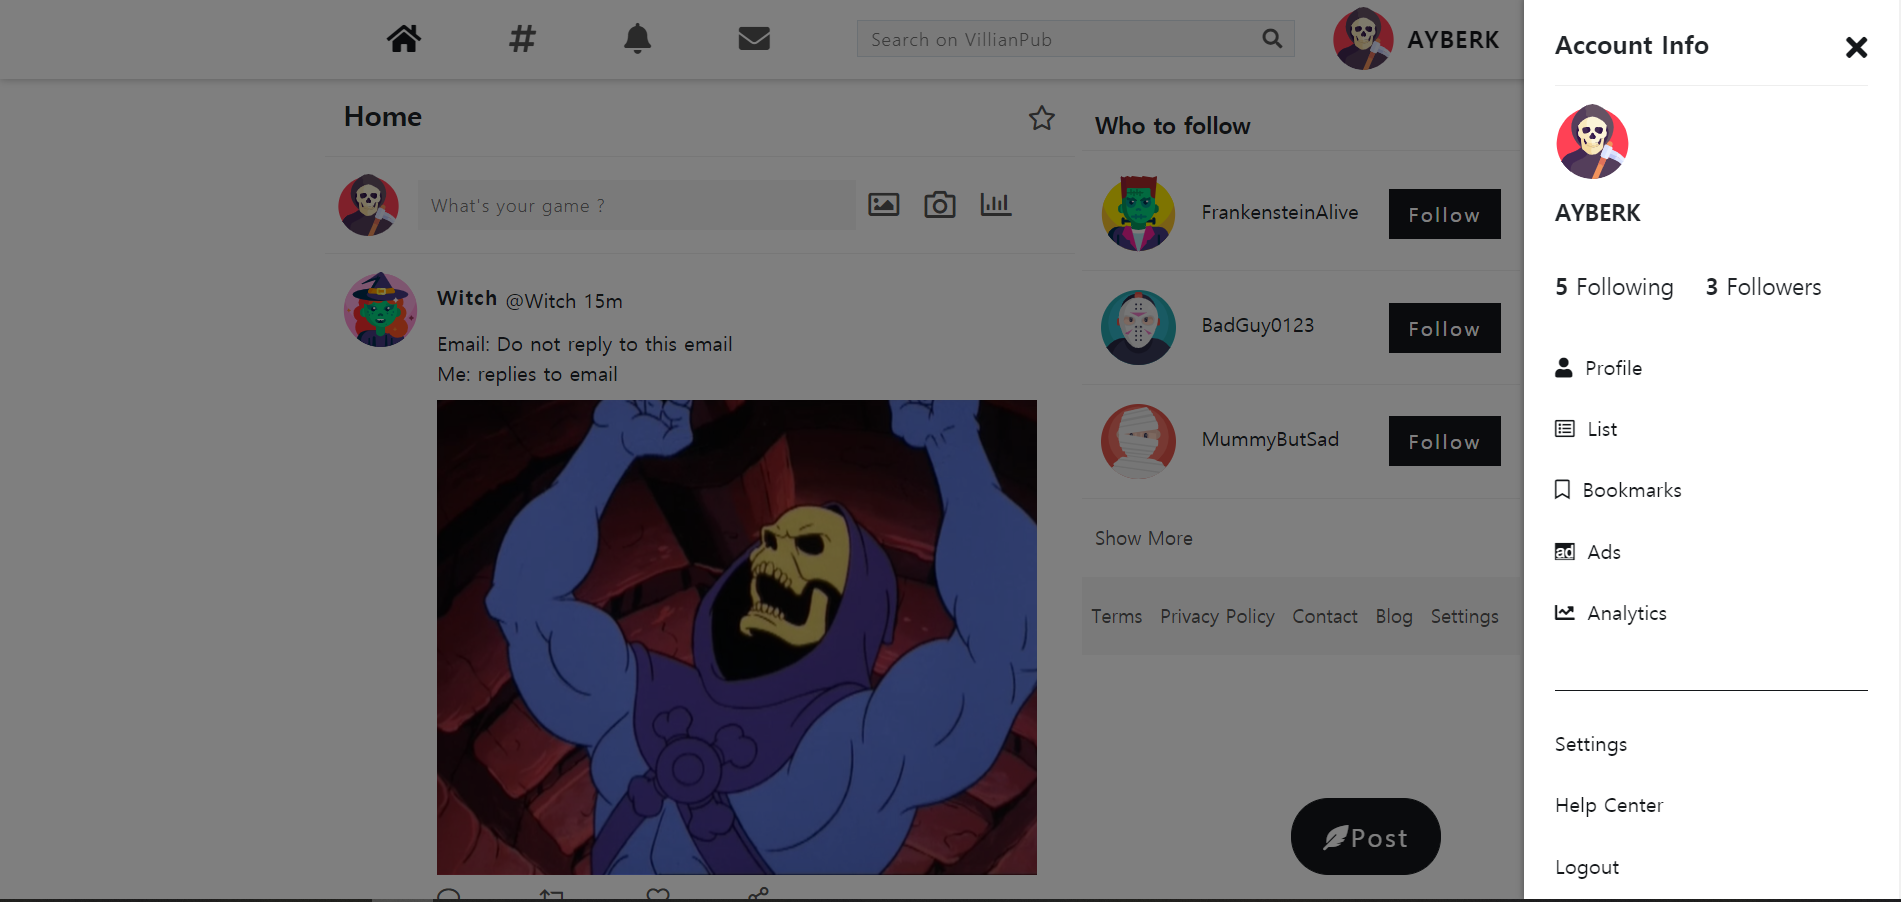 Search on VillianPub
AYBERK
Home
What's your game ?
Witch @Witch 15m
Email: Do not reply to this email
Me: replies to email
Who to follow
FrankensteinAlive Follow
BadGuy0123 Follow
MummyButSad Follow
Show More
Terms Privacy Policy Contact Blog Settings
Post
Account Info
AYBERK
5 Following 3 Followers
Profile
List
Bookmarks
ad Ads
Analytics
Settings
Help Center
Logout